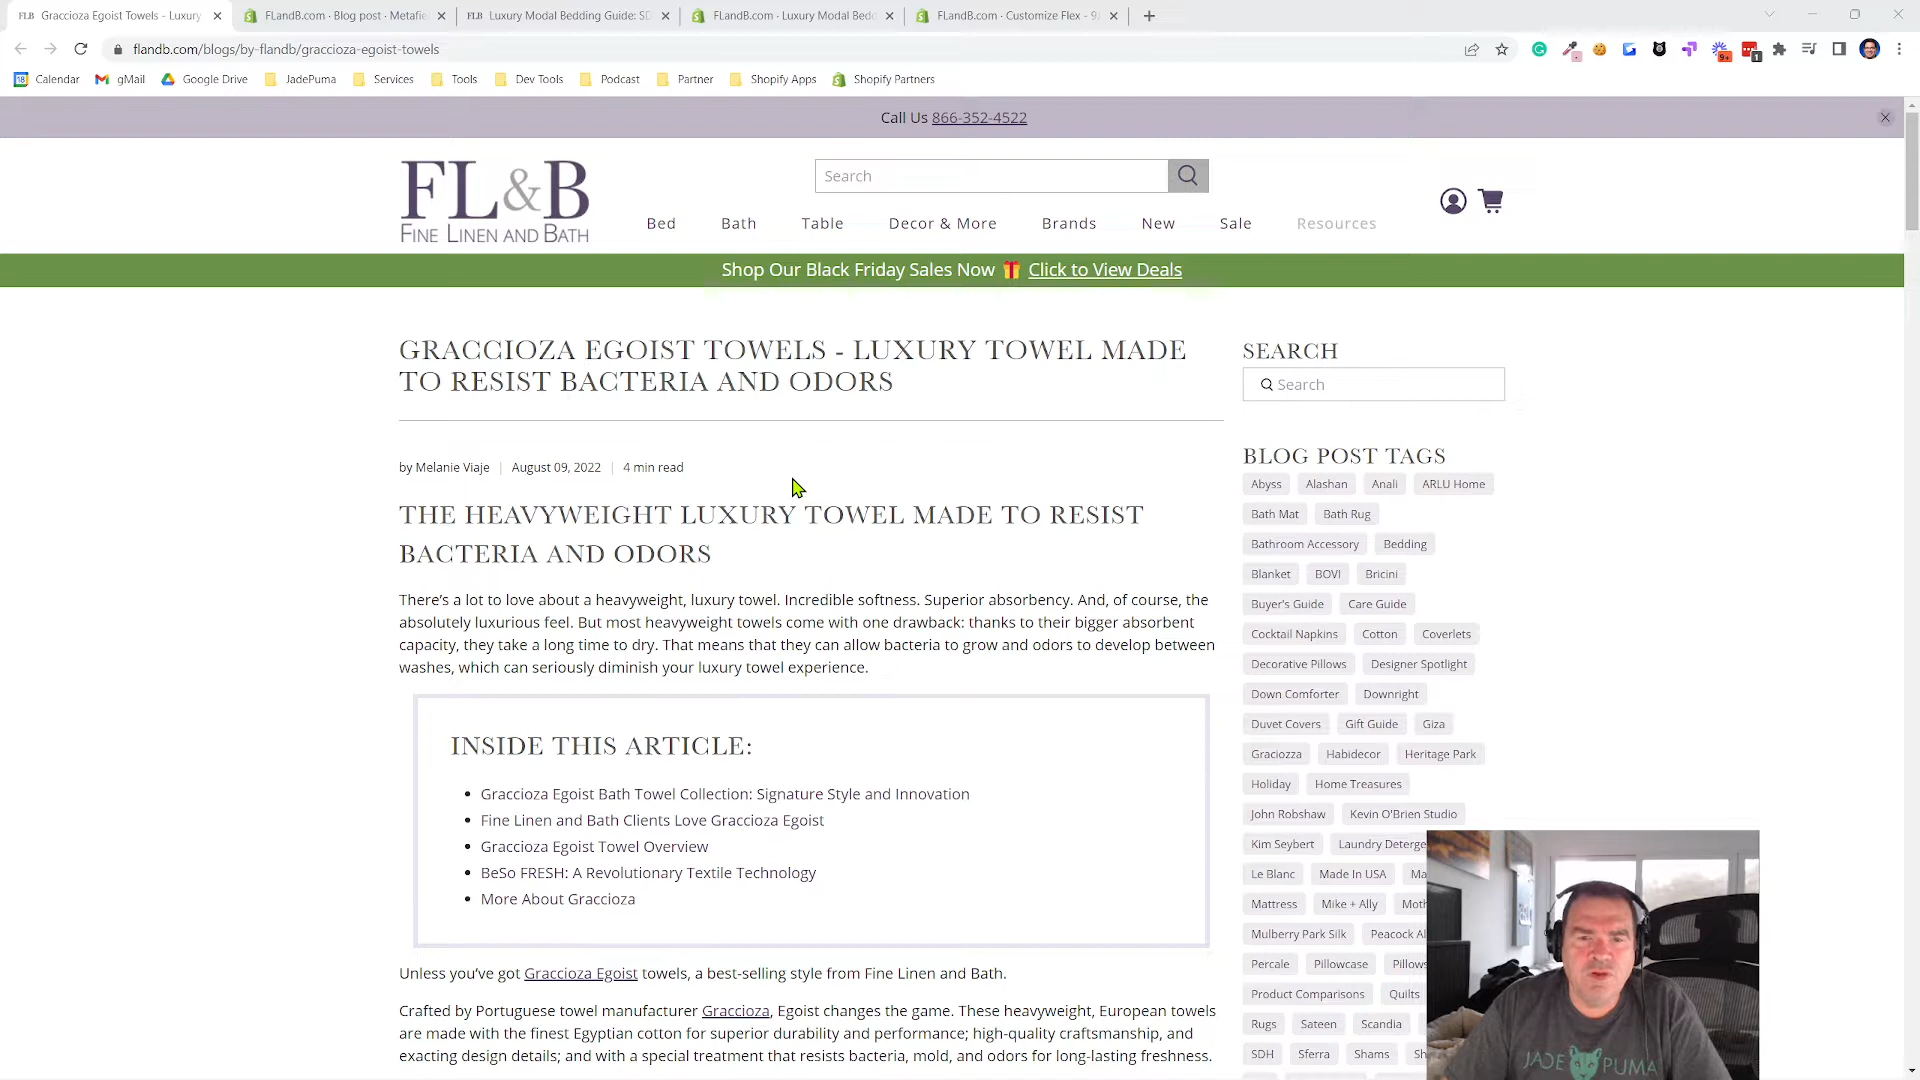 Graccioza Egoist Towels - Luxury
FLandB.com · Blog post · Metafie
Luxury Modal Bedding Guide: SD
FLandB.com · Luxury Modal Bedd
FLandB.com · Customize Flex - 9
flandb.com/blogs/by-flandb/graccioza-egoist-towels
Calendar
gMail
Google Drive
JadePuma
Services
Tools
Dev Tools
Podcast
Partner
Shopify Apps
Shopify Partners
Call Us 866-352-4522
FL&B
FINE LINEN AND BATH
Search
Bed
Bath
Table
Decor & More
Brands
New
Sale
Resources
Shop Our Black Friday Sales Now 🎁 Click to View Deals
GRACCIOZA EGOIST TOWELS - LUXURY TOWEL MADE
TO RESIST BACTERIA AND ODORS
by Melanie Viaje | August 09, 2022 | 4 min read
THE HEAVYWEIGHT LUXURY TOWEL MADE TO RESIST
BACTERIA AND ODORS
There's a lot to love about a heavyweight, luxury towel. Incredible softness. Superior absorbency. And, of course, the
absolutely luxurious feel. But most heavyweight towels come with one drawback: thanks to their bigger absorbent
capacity, they take a long time to dry. That means that they can allow bacteria to grow and odors to develop between
washes, which can seriously diminish your luxury towel experience.
INSIDE THIS ARTICLE:
• Graccioza Egoist Bath Towel Collection: Signature Style and Innovation
• Fine Linen and Bath Clients Love Graccioza Egoist
• Graccioza Egoist Towel Overview
• BeSo FRESH: A Revolutionary Textile Technology
• More About Graccioza
Unless you've got Graccioza Egoist towels, a best-selling style from Fine Linen and Bath.
Crafted by Portuguese towel manufacturer Graccioza, Egoist changes the game. These heavyweight, European towels
are made with the finest Egyptian cotton for superior durability and performance; high-quality craftsmanship, and
exacting design details; and with a special treatment that resists bacteria, mold, and odors for long-lasting freshness.
SEARCH
Search
BLOG POST TAGS
Abyss Alashan Anali ARLU Home
Bath Mat Bath Rug
Bathroom Accessory Bedding
Blanket BOVI Bricini
Buyer's Guide Care Guide
Cocktail Napkins Cotton Coverlets
Decorative Pillows Designer Spotlight
Down Comforter Downright
Duvet Covers Gift Guide Giza
Graciozza Habidecor Heritage Park
Holiday Home Treasures
John Robshaw Kevin O'Brien Studio
Kim Seybert Laundry Deterge
Le Blanc Made In USA Ma
Mattress Mike + Ally Moth
Mulberry Park Silk Peacock Al
Percale Pillowcase Pillows
Product Comparisons Quilts
Rugs Sateen Scandia
SDH Sferra Shams Sh
JADE PUMA